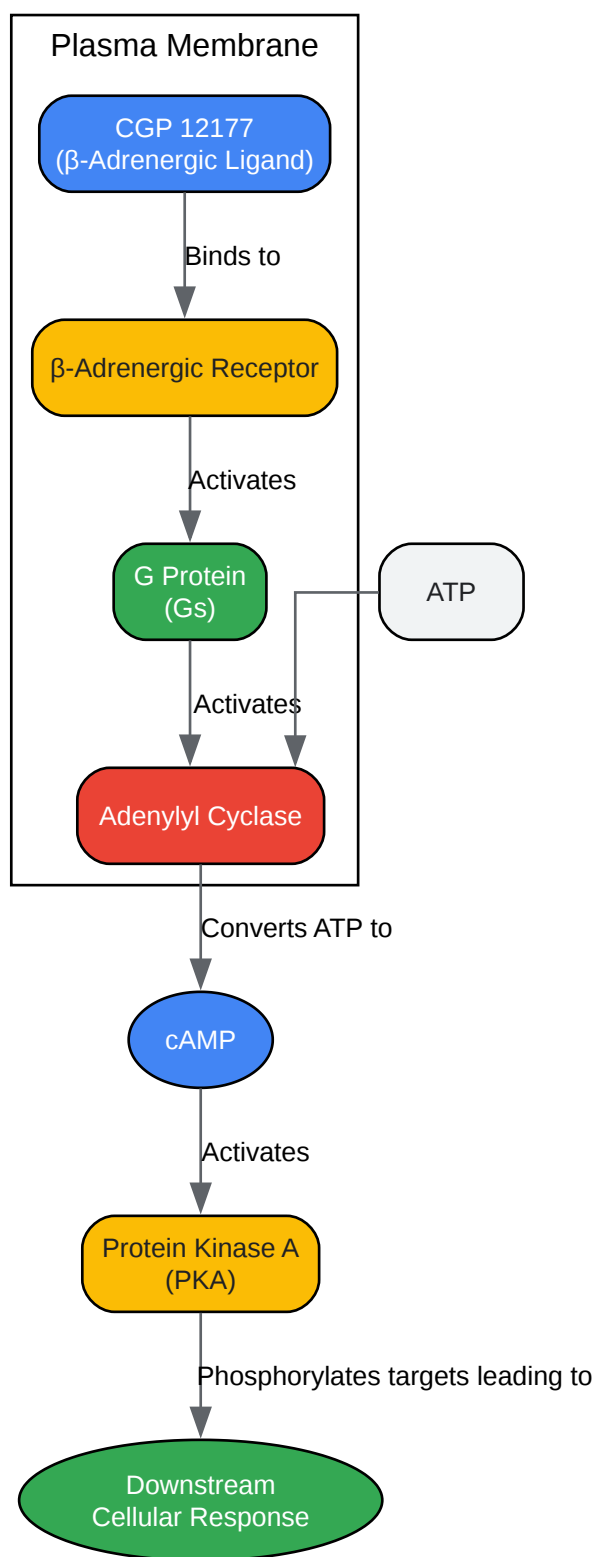 Plasma Membrane
CGP 12177
(β-Adrenergic Ligand)
Binds to
β-Adrenergic Receptor
Activates
G Protein
(Gs)
ATP
Activates
Adenylyl Cyclase
Converts ATP to
cAMP
Activates
Protein Kinase A
(PKA)
Phosphorylates targets leading to
Downstream
Cellular Response